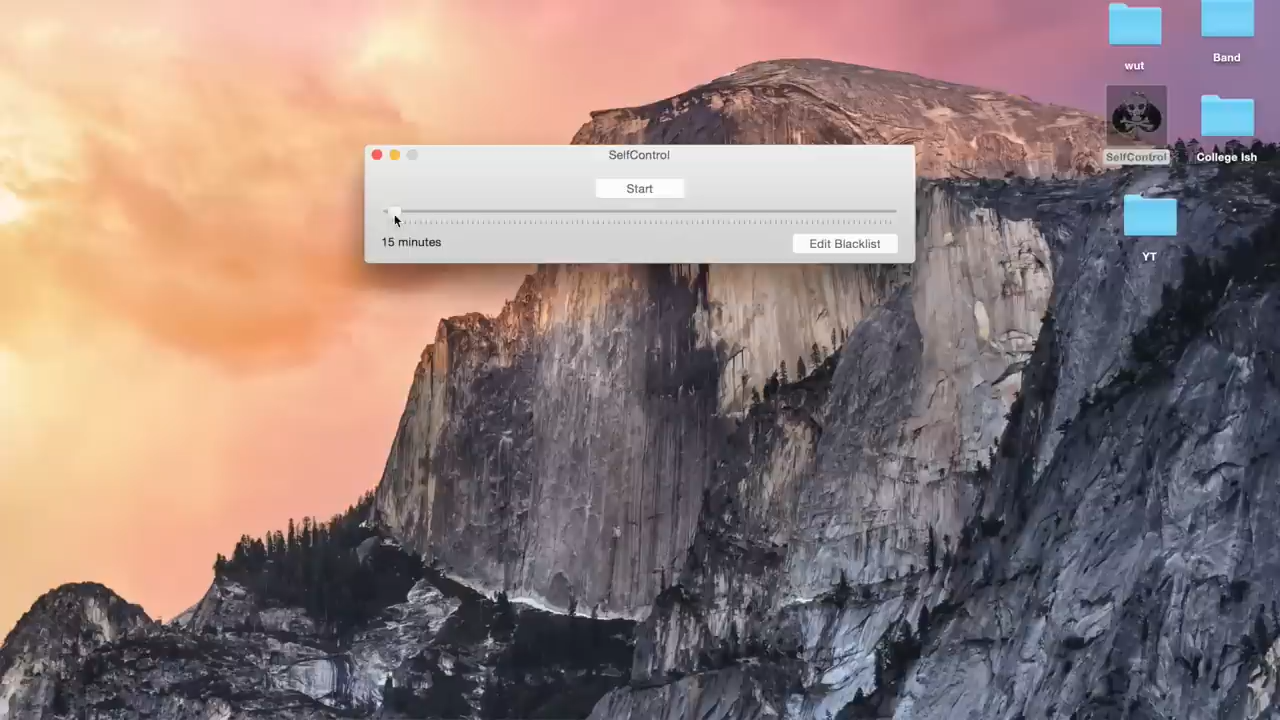 wut
Band
SelfControl
College Ish
YT
SelfControl
Start
15 minutes
Edit Blacklist